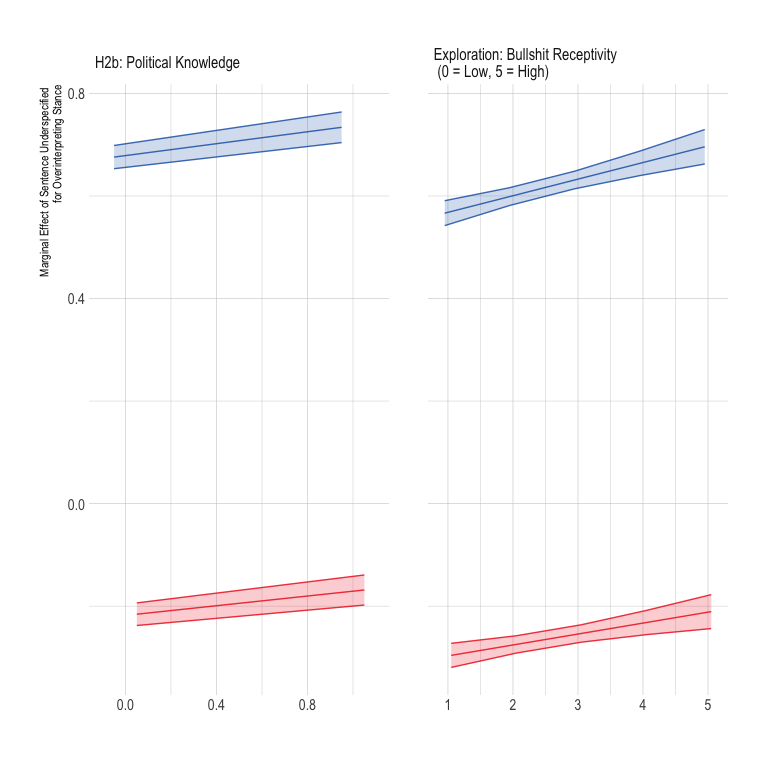 H2b: Political Knowledge
Exploration: Bullshit Receptivity
(0 = Low, 5 = High)
Marginal Effect of Sentence Underspecified
for Overinterpreting Stance
0.8
0.4
0.0
0.0 0.4 0.8
1 2 3 4 5